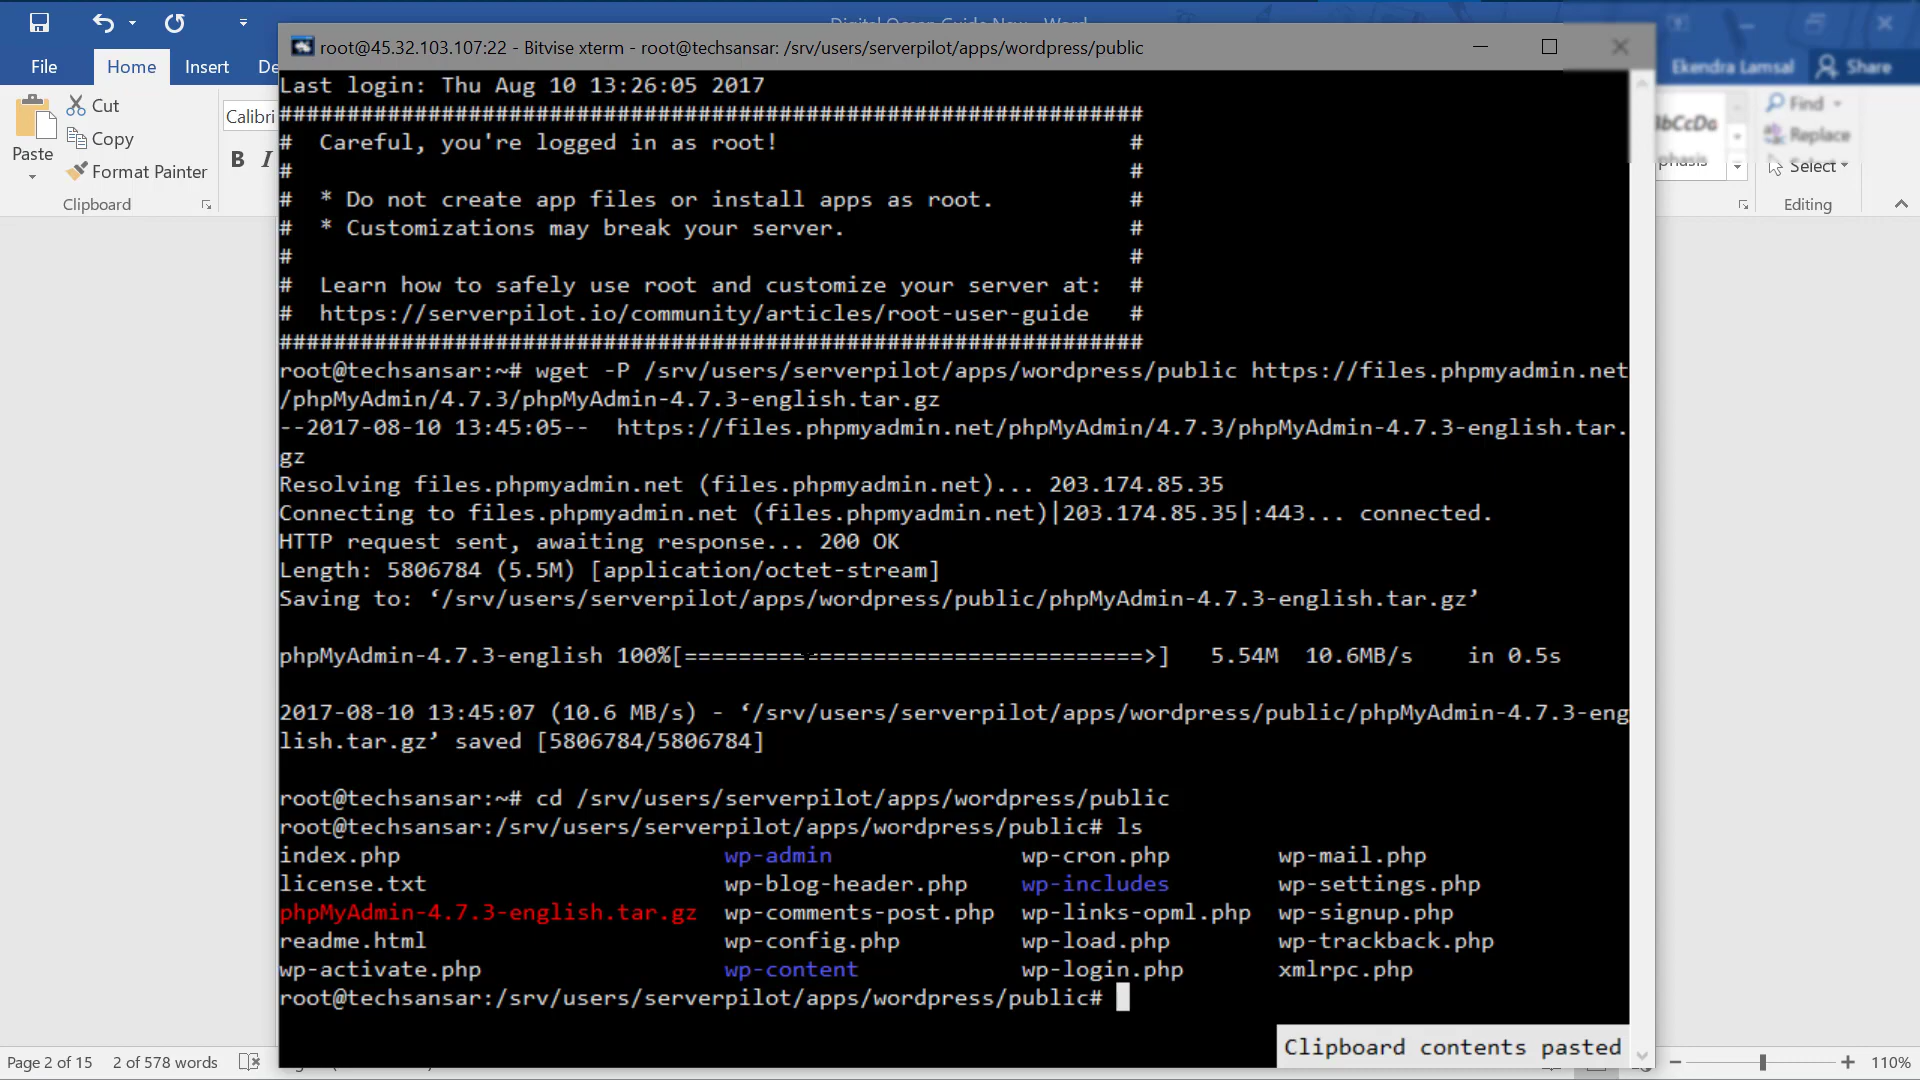 Digital Ocean Guide New - Word
File
Home
Insert
De
Ekendra Lamsal
Share
Paste
Cut
Copy
Format Painter
Clipboard
Calibri
B I
Find
Replace
Select
Editing
root@45.32.103.107:22 - Bitvise xterm - root@techsansar: /srv/users/serverpilot/apps/wordpress/public
Last login: Thu Aug 10 13:26:05 2017
################################################################
#  Careful, you're logged in as root!                          #
#                                                              #
#  * Do not create app files or install apps as root.          #
#  * Customizations may break your server.                     #
#                                                              #
#  Learn how to safely use root and customize your server at:  #
#  https://serverpilot.io/community/articles/root-user-guide   #
################################################################
root@techsansar:~# wget -P /srv/users/serverpilot/apps/wordpress/public https://files.phpmyadmin.net
/phpMyAdmin/4.7.3/phpMyAdmin-4.7.3-english.tar.gz
--2017-08-10 13:45:05--  https://files.phpmyadmin.net/phpMyAdmin/4.7.3/phpMyAdmin-4.7.3-english.tar.
gz
Resolving files.phpmyadmin.net (files.phpmyadmin.net)... 203.174.85.35
Connecting to files.phpmyadmin.net (files.phpmyadmin.net)|203.174.85.35|:443... connected.
HTTP request sent, awaiting response... 200 OK
Length: 5806784 (5.5M) [application/octet-stream]
Saving to: ‘/srv/users/serverpilot/apps/wordpress/public/phpMyAdmin-4.7.3-english.tar.gz’
phpMyAdmin-4.7.3-english 100%[==================================>]   5.54M  10.6MB/s    in 0.5s
2017-08-10 13:45:07 (10.6 MB/s) - ‘/srv/users/serverpilot/apps/wordpress/public/phpMyAdmin-4.7.3-eng
lish.tar.gz’ saved [5806784/5806784]
root@techsansar:~# cd /srv/users/serverpilot/apps/wordpress/public
root@techsansar:/srv/users/serverpilot/apps/wordpress/public# ls
index.php                        wp-admin              wp-cron.php        wp-mail.php
license.txt                      wp-blog-header.php    wp-includes        wp-settings.php
phpMyAdmin-4.7.3-english.tar.gz  wp-comments-post.php  wp-links-opml.php  wp-signup.php
readme.html                      wp-config.php         wp-load.php        wp-trackback.php
wp-activate.php                  wp-content            wp-login.php       xmlrpc.php
root@techsansar:/srv/users/serverpilot/apps/wordpress/public#
Clipboard contents pasted
Page 2 of 15
2 of 578 words
110%